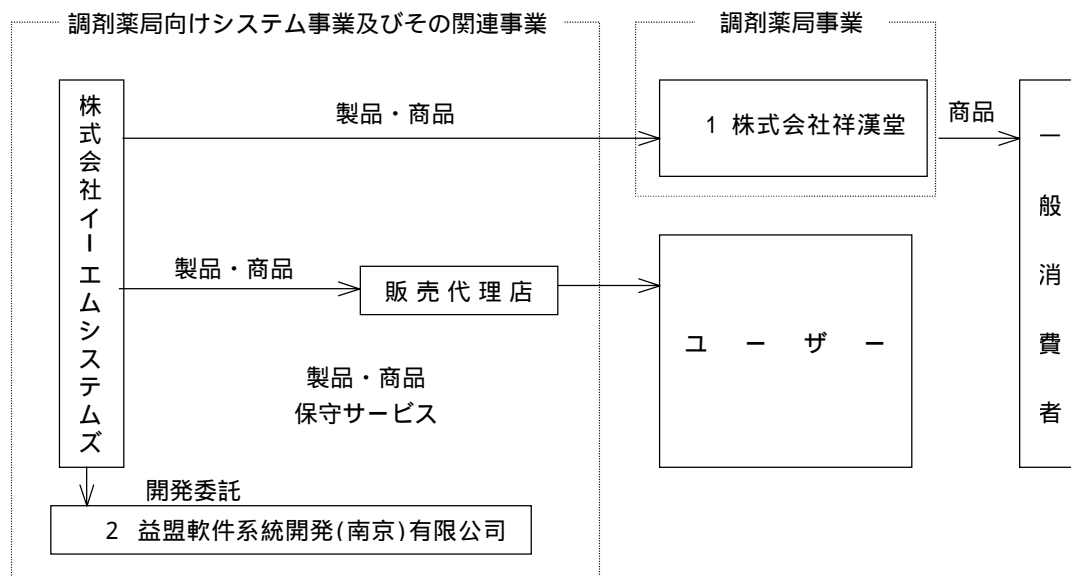 調剤薬局向けシステム事業及びその関連事業
調剤薬局事業
株式会社イーエムシステムズ
製品・商品
1 株式会社祥漢堂
商品
一般消費者
製品・商品
販売代理店
ユーザー
製品・商品
保守サービス
開発委託
2 益盟軟件系統開発(南京)有限公司